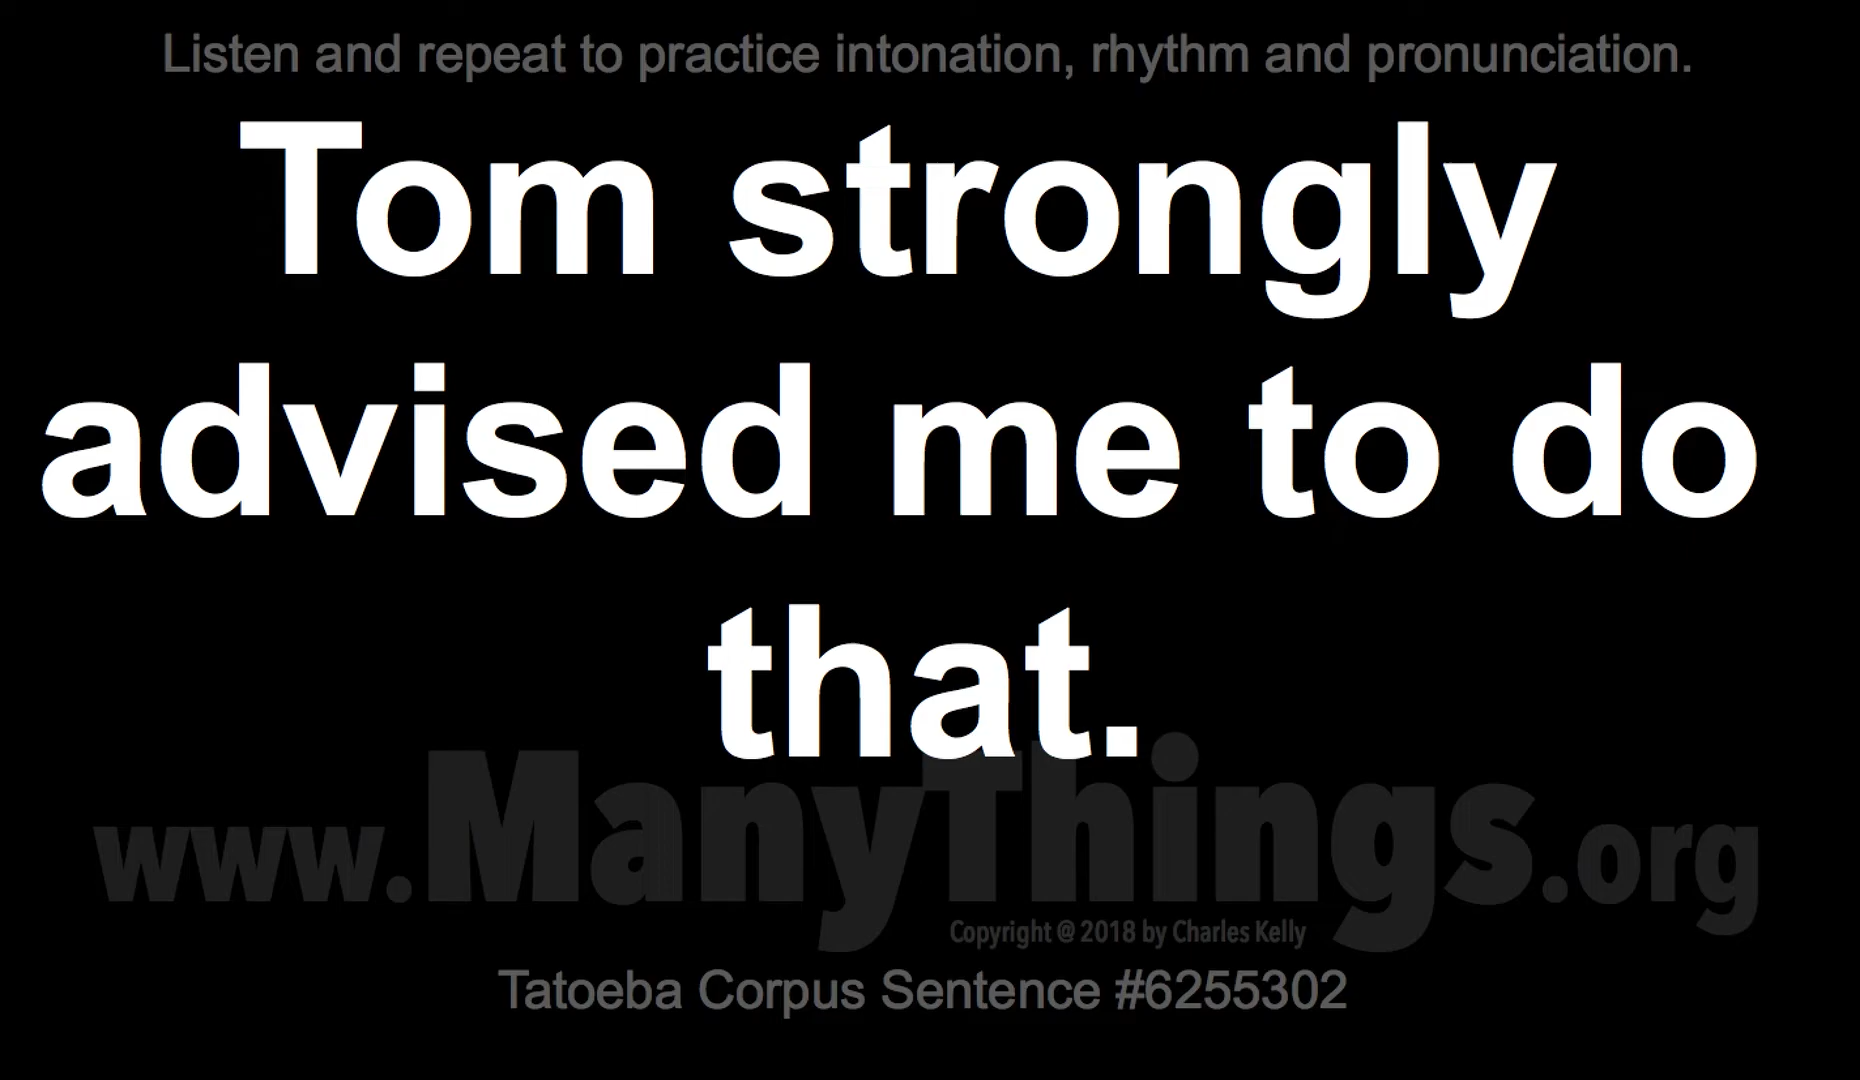 Listen and repeat to practice intonation, rhythm and pronunciation.
Tom strongly
advised me to do
that.
www.ManyThings.org
Copyright @ 2018 by Charles Kelly
Tatoeba Corpus Sentence #6255302